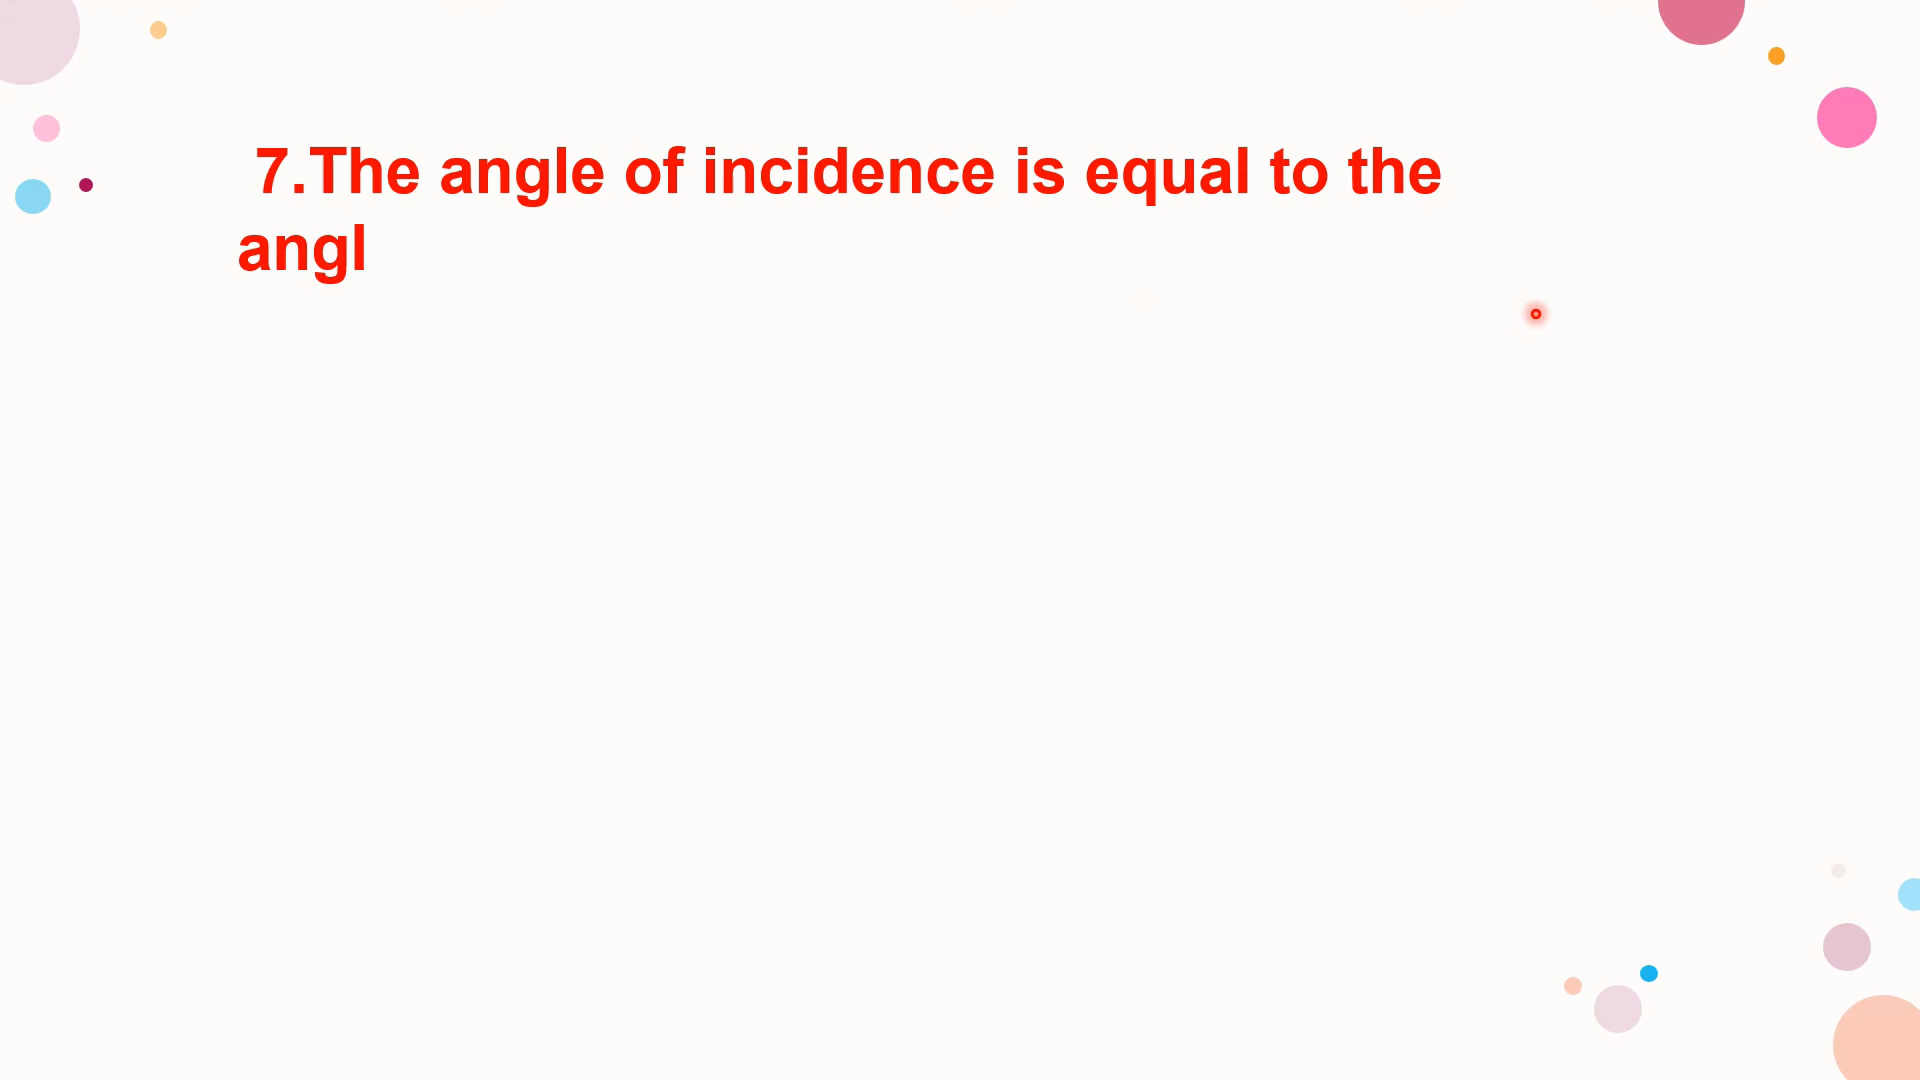 7.The angle of incidence is equal to the
angl